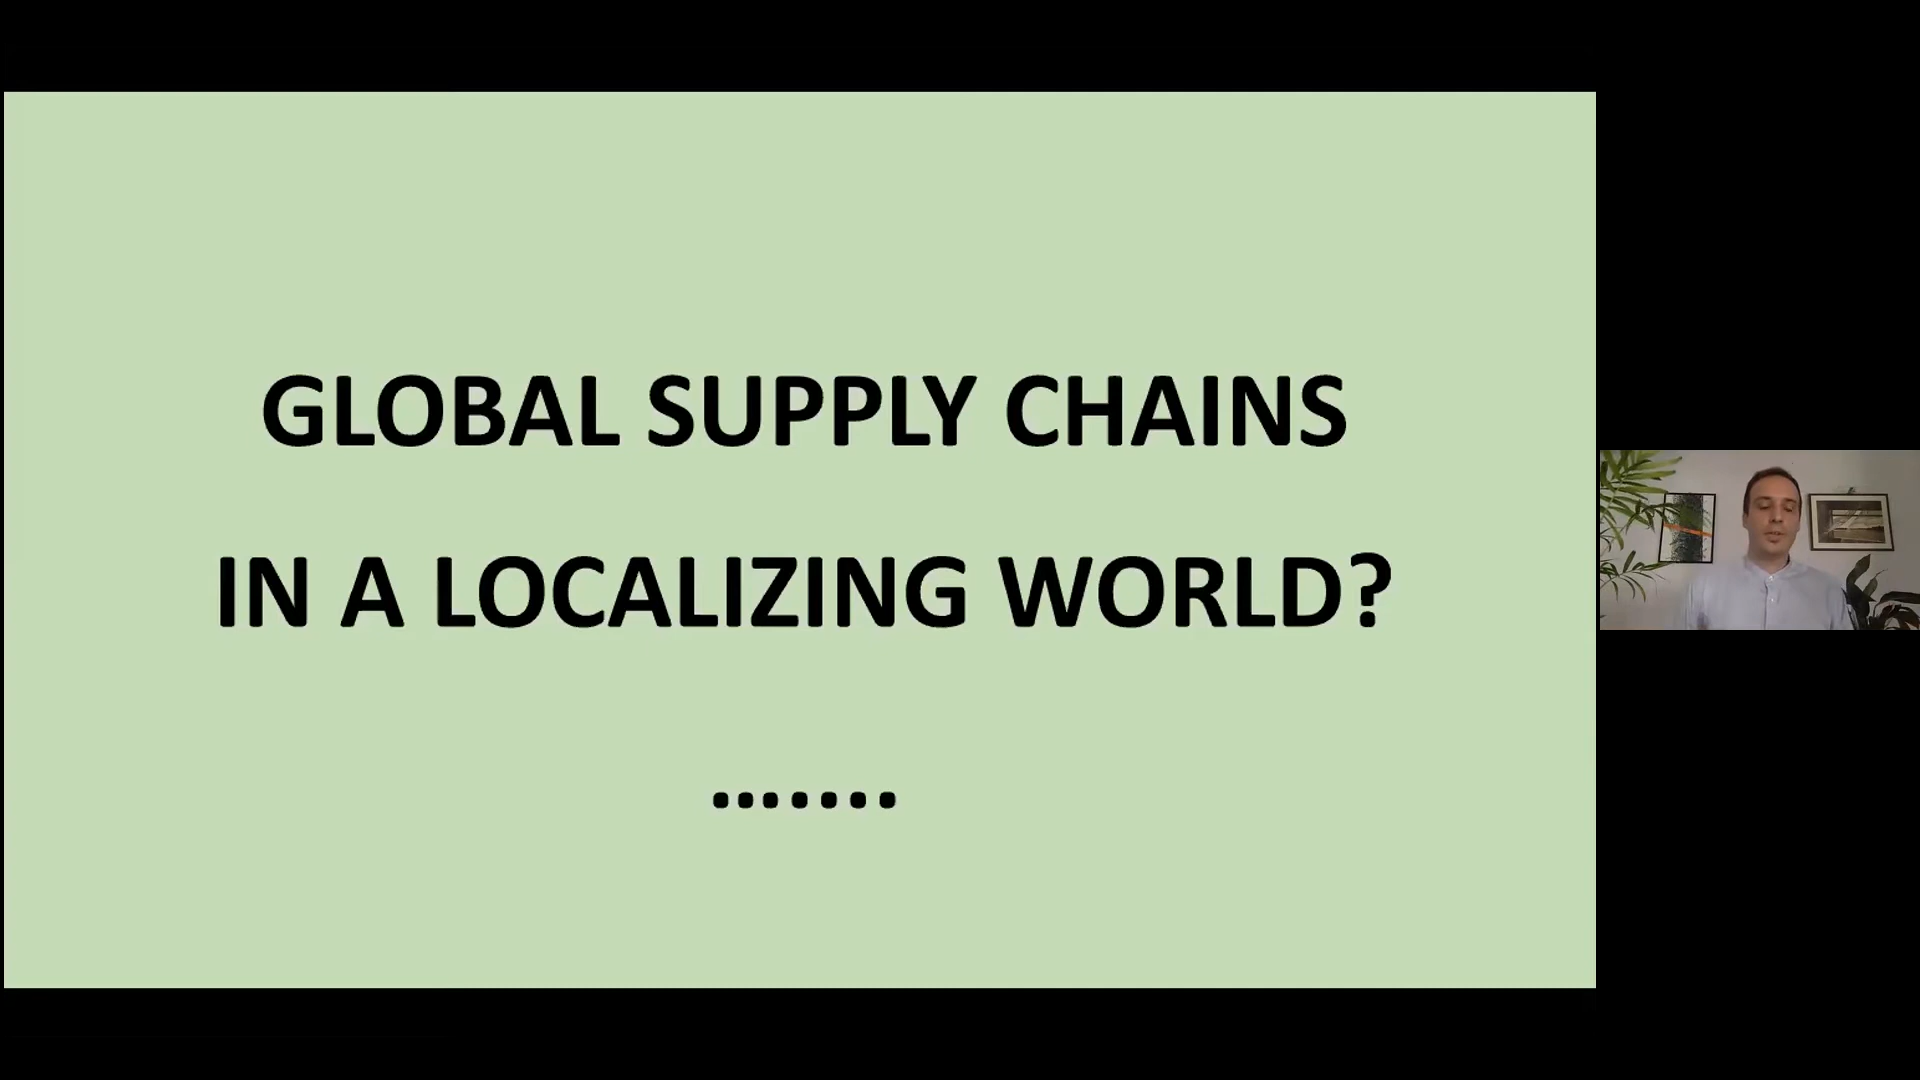 GLOBAL SUPPLY CHAINS
IN A LOCALIZING WORLD?
.......